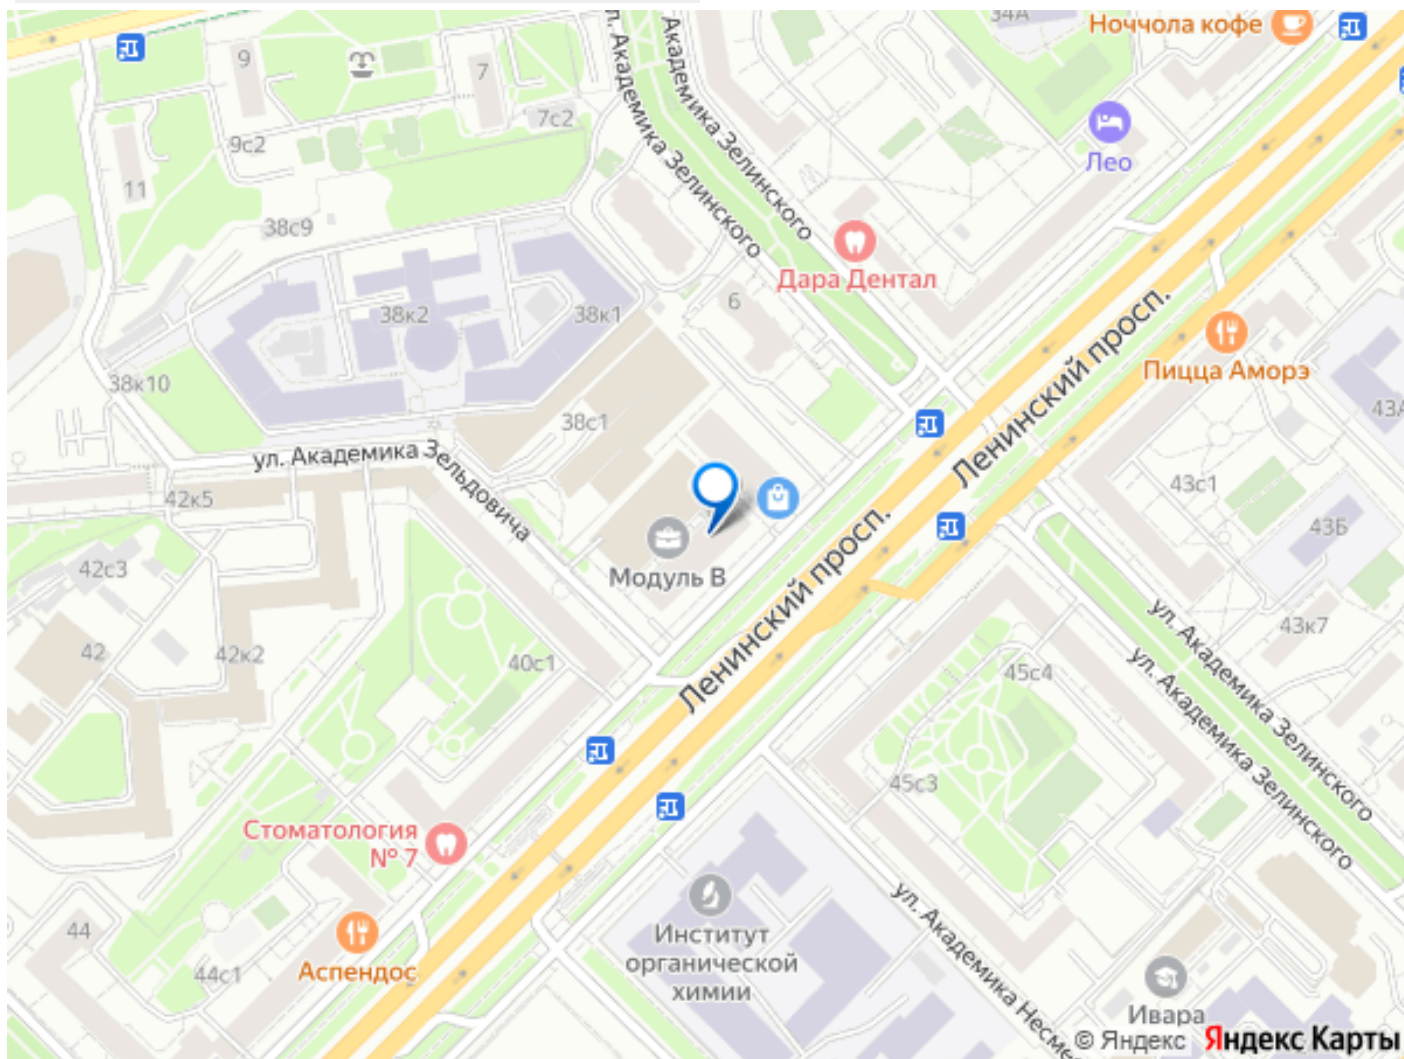 34А
Ноччола кофе
9
7
7с2
9с2
11
38с9
ул. Академика Зелинского
Академика Зелинского
Лео
Дара Дентал
6
38к2
38к1
38к10
38с1
Ленинский просп.
Пицца Аморэ
43с1
43Б
ул. Академика Зельдовича
42к5
42с3
42
42к2
Модуль В
40с1
Ленинский просп.
45с4
45с3
43к7
ул. Академика Зелинского
ул. Академика Зелинского
Стоматология
№ 7
44
44с1
Аспендос
Институт
органической
химии
ул. Академика
Ивара
© Яндекс Яндекс Карты